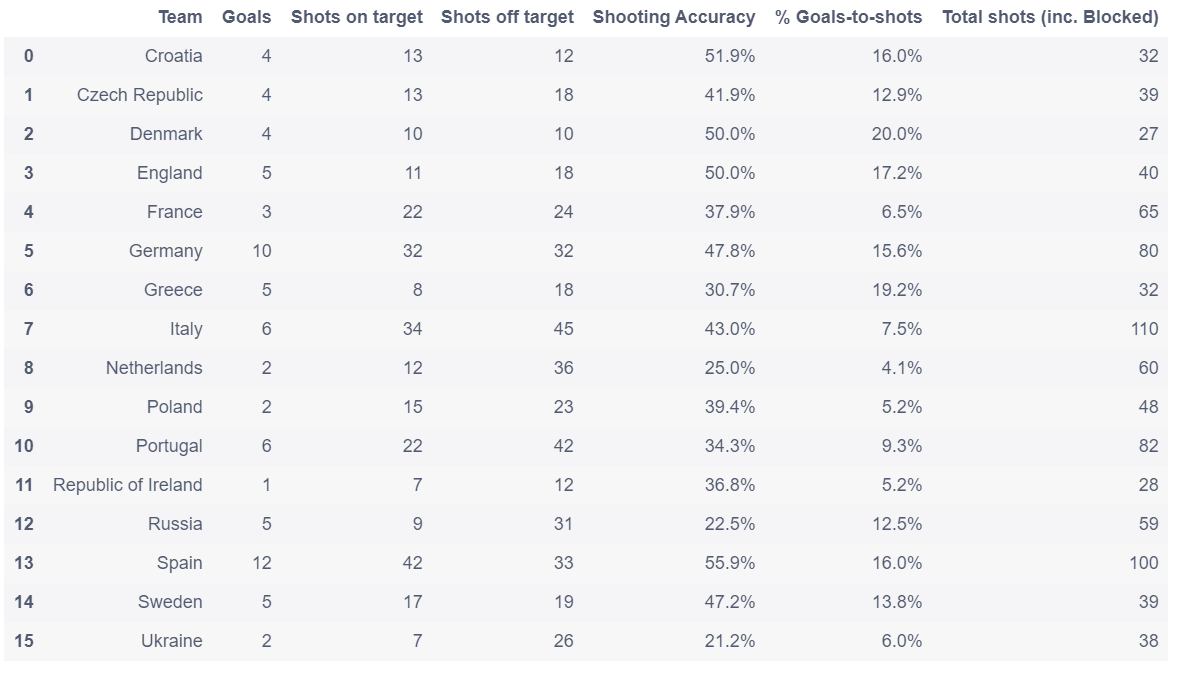 Team Goals Shots on target Shots off target Shooting Accuracy % Goals-to-shots Total shots (inc. Blocked)
0 Croatia 4 13 12 51.9% 16.0% 32
1 Czech Republic 4 13 18 41.9% 12.9% 39
2 Denmark 4 10 10 50.0% 20.0% 27
3 England 5 11 18 50.0% 17.2% 40
4 France 3 22 24 37.9% 6.5% 65
5 Germany 10 32 32 47.8% 15.6% 80
6 Greece 5 8 18 30.7% 19.2% 32
7 Italy 6 34 45 43.0% 7.5% 110
8 Netherlands 2 12 36 25.0% 4.1% 60
9 Poland 2 15 23 39.4% 5.2% 48
10 Portugal 6 22 42 34.3% 9.3% 82
11 Republic of Ireland 1 7 12 36.8% 5.2% 28
12 Russia 5 9 31 22.5% 12.5% 59
13 Spain 12 42 33 55.9% 16.0% 100
14 Sweden 5 17 19 47.2% 13.8% 39
15 Ukraine 2 7 26 21.2% 6.0% 38